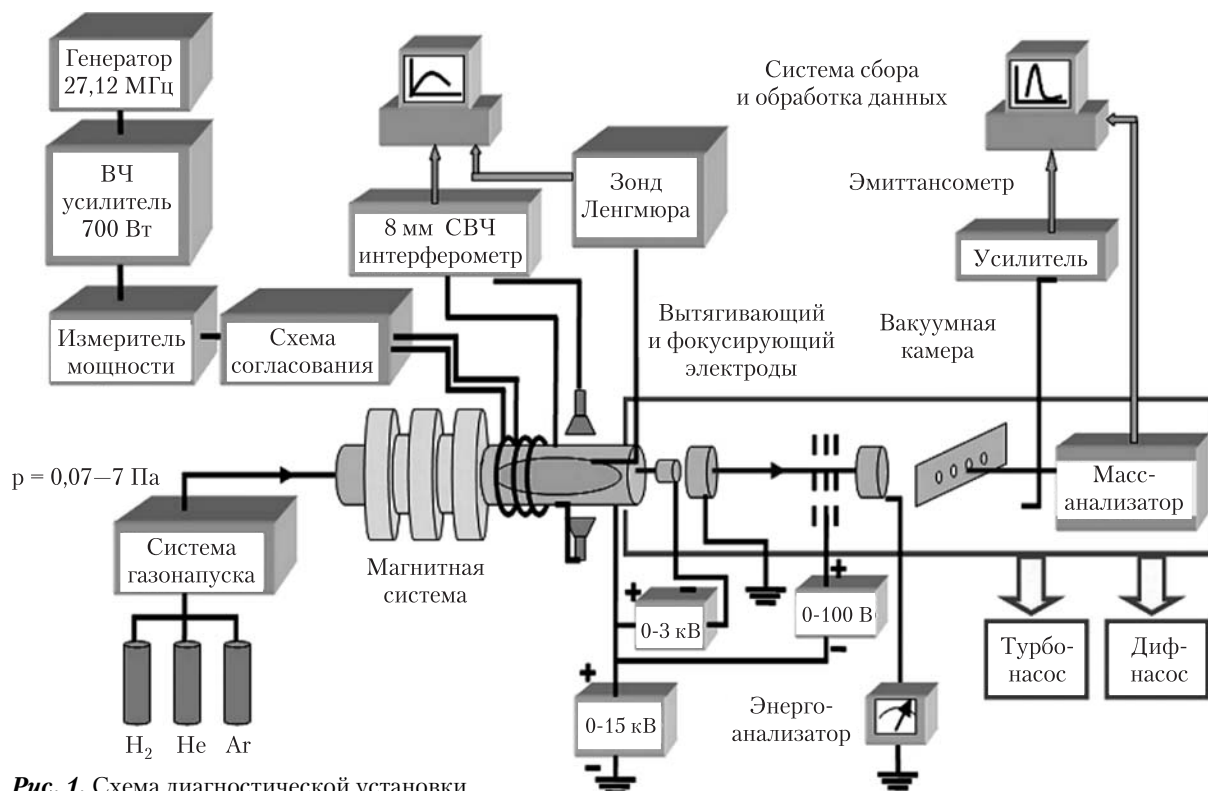 Генератор
27,12 МГц
ВЧ
усилитель
700 Вт
Измеритель
мощности
Схема
согласования
8 мм СВЧ
интерферометр
Зонд
Ленгмюра
Система сбора
и обработка данных
Эмиттансометр
Усилитель
Вытягивающий
и фокусирующий
электроды
Вакуумная
камера
p = 0,07—7 Па
Система
газонапуска
Магнитная
система
Масс-
анализатор
+
-
0-3 кВ
+
0-100 В
-
+
0-15 кВ
-
Энерго-
анализатор
Турбо-
насос
Диф-
насос
H₂ He Ar
Рис. 1. Схема диагностической установки